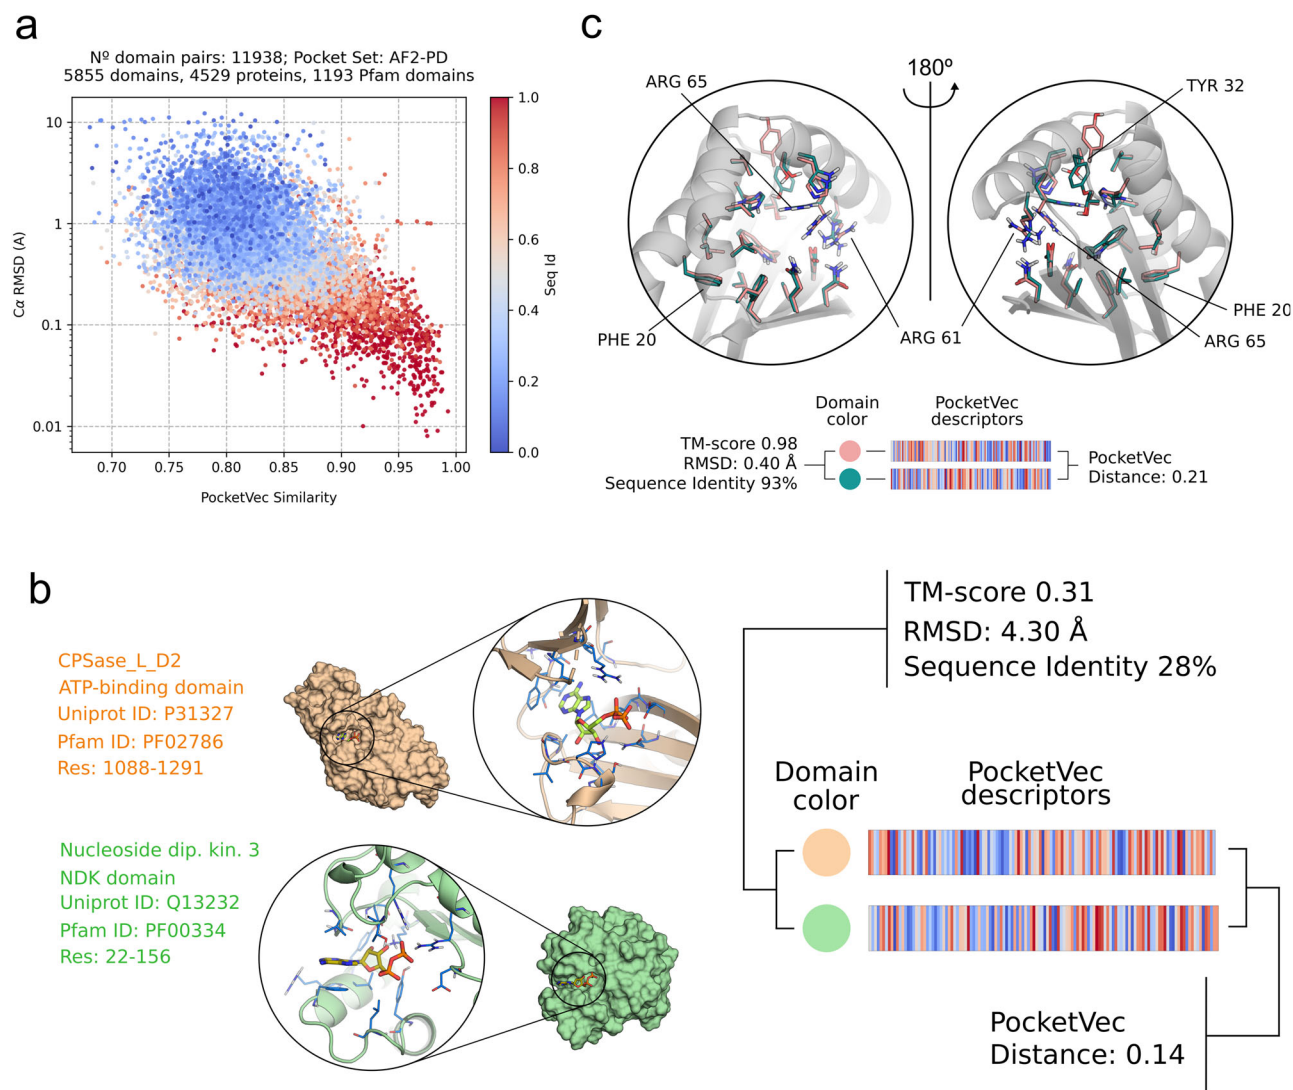 a
Nº domain pairs: 11938; Pocket Set: AF2-PD
5855 domains, 4529 proteins, 1193 Pfam domains
10
1
0.1
0.01
Cα RMSD (A)
0.70
0.75
0.80
0.85
0.90
0.95
1.00
PocketVec Similarity
1.0
0.8
0.6
0.4
0.2
0.0
Seq Id
c
ARG 65
180º
TYR 32
PHE 20
ARG 61
PHE 20
ARG 65
Domain
color
PocketVec
descriptors
TM-score 0.98
RMSD: 0.40 Å
Sequence Identity 93%
PocketVec
Distance: 0.21
b
CPSase_L_D2
ATP-binding domain
Uniprot ID: P31327
Pfam ID: PF02786
Res: 1088-1291
Nucleoside dip. kin. 3
NDK domain
Uniprot ID: Q13232
Pfam ID: PF00334
Res: 22-156
TM-score 0.31
RMSD: 4.30 Å
Sequence Identity 28%
Domain
color
PocketVec
descriptors
PocketVec
Distance: 0.14